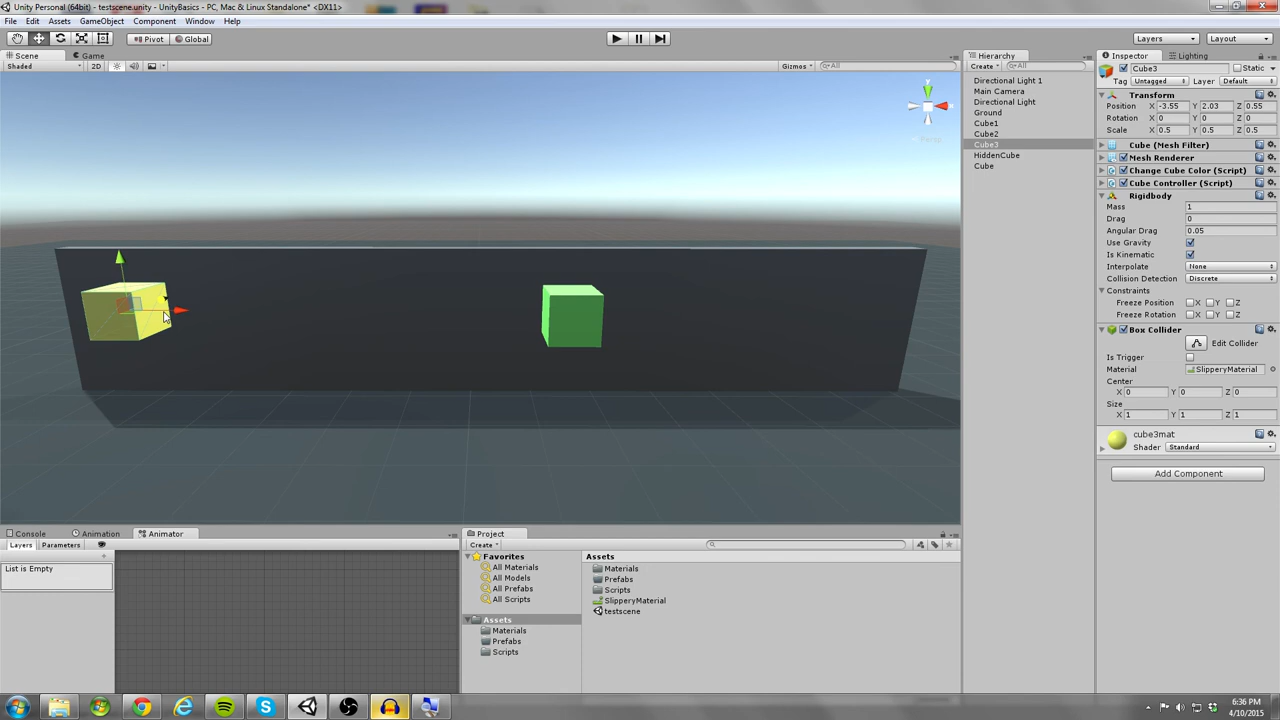 Unity Personal (64bit) - testscene.unity - UnityBasics - PC, Mac & Linux Standalone* <DX11>
File Edit Assets GameObject Component Window Help
Pivot Global Layers Layout
Scene Game
Shaded 2D Gizmos All
y
Hierarchy
Create All
Directional Light 1
Main Camera
Directional Light
Ground
Cube1
Cube2
Cube3
HiddenCube
Cube
Inspector Lighting
Cube3 Static
Tag Untagged Layer Default
Transform
Position X -3.55 Y 2.03 Z 0.55
Rotation X 0 Y 0 Z 0
Scale X 0.5 Y 0.5 Z 0.5
Cube (Mesh Filter)
Mesh Renderer
Change Cube Color (Script)
Cube Controller (Script)
Rigidbody
Mass 1
Drag 0
Angular Drag 0.05
Use Gravity
Is Kinematic
Interpolate None
Collision Detection Discrete
Constraints
Freeze Position X Y Z
Freeze Rotation X Y Z
Box Collider
Edit Collider
Is Trigger
Material SlipperyMaterial
Center
X 0 Y 0 Z 0
Size
X 1 Y 1 Z 1
cube3mat
Shader Standard
Add Component
Console Animation Animator
Layers Parameters
List is Empty
Project
Create
Favorites
All Materials
All Models
All Prefabs
All Scripts
Assets
Materials
Prefabs
Scripts
Assets
Materials
Prefabs
Scripts
SlipperyMaterial
testscene
6:36 PM
4/10/2015